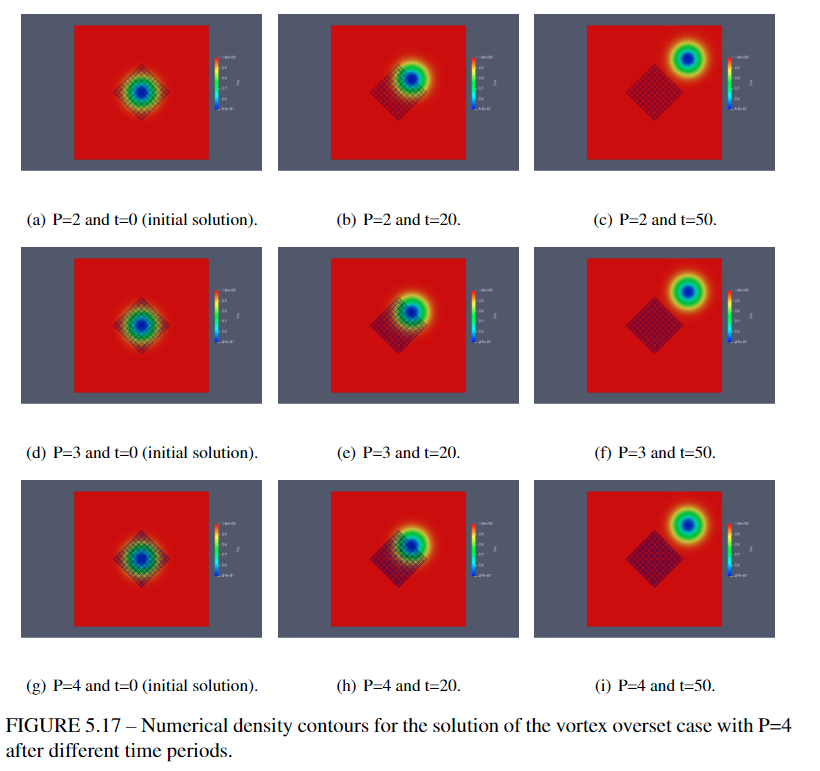 (a) P=2 and t=0 (initial solution).
(b) P=2 and t=20.
(c) P=2 and t=50.
(d) P=3 and t=0 (initial solution).
(e) P=3 and t=20.
(f) P=3 and t=50.
(g) P=4 and t=0 (initial solution).
(h) P=4 and t=20.
(i) P=4 and t=50.
FIGURE 5.17 – Numerical density contours for the solution of the vortex overset case with P=4
after different time periods.